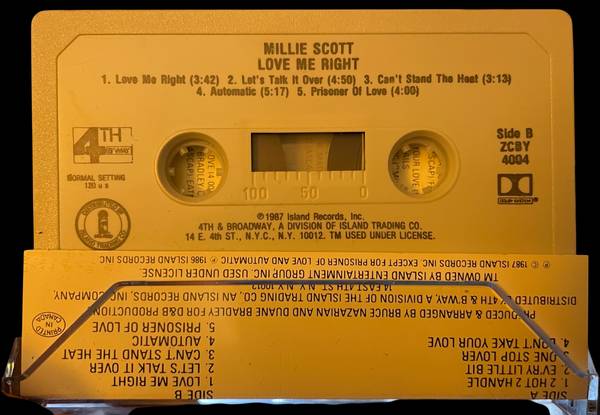 MILLIE SCOTT
LOVE ME RIGHT
1. Love Me Right (3:42) 2. Let's Talk It Over (4:50) 3. Can't Stand The Heat (3:13)
4. Automatic (5:17) 5. Prisoner Of Love (4:00)
4TH
B'WAY
NORMAL SETTING
120 u s
Side B
ZCBY
4004
100 50 0
℗1987 Island Records, Inc.
4TH & BROADWAY, A DIVISION OF ISLAND TRADING CO.
14 E. 4th ST., N.Y.C., N.Y. 10012. TM USED UNDER LICENSE.
DISTRIBUTED BY
ISLAND TRADING CO
SIDE A
1. 2 HOT 2 HANDLE
2. EV'RY LITTLE BIT
3. ONE STOP LOVER
4. DON'T TAKE YOUR LOVE
SIDE B
1. LOVE ME RIGHT
2. LET'S TALK IT OVER
3. CAN'T STAND THE HEAT
4. AUTOMATIC
5. PRISONER OF LOVE
PRODUCED & ARRANGED BY BRUCE NAZARIAN AND DUANE BRADLEY FOR R&B PRODUCTIONS
DISTRIBUTED BY 4TH & B'WAY A DIVISION OF THE ISLAND TRADING CO., AN ISLAND RECORDS INC. COMPANY,
14 EAST 4TH ST. N.Y. N.Y. 10012
TM OWNED BY ISLAND ENTERTAINMENT GROUP, INC. USED UNDER LICENSE.
℗ © 1987 ISLAND RECORDS INC EXCEPT FOR PRISONER OF LOVE AND AUTOMATIC ℗ 1986 ISLAND RECORDS INC
PRINTED
IN
CANADA